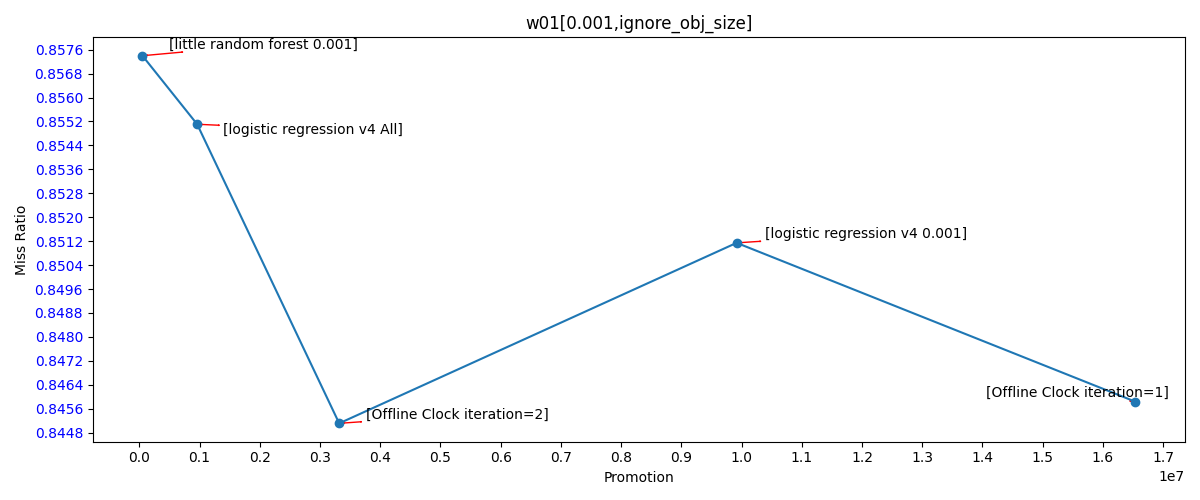 w01[0.001,ignore_obj_size]
[little random forest 0.001]
[logistic regression v4 All]
[logistic regression v4 0.001]
[Offline Clock iteration=1]
[Offline Clock iteration=2]
Miss Ratio
0.8576
0.8568
0.8560
0.8552
0.8544
0.8536
0.8528
0.8520
0.8512
0.8504
0.8496
0.8488
0.8480
0.8472
0.8464
0.8456
0.8448
0.0 0.1 0.2 0.3 0.4 0.5 0.6 0.7 0.8 0.9 1.0 1.1 1.2 1.3 1.4 1.5 1.6 1.7
1e7
Promotion